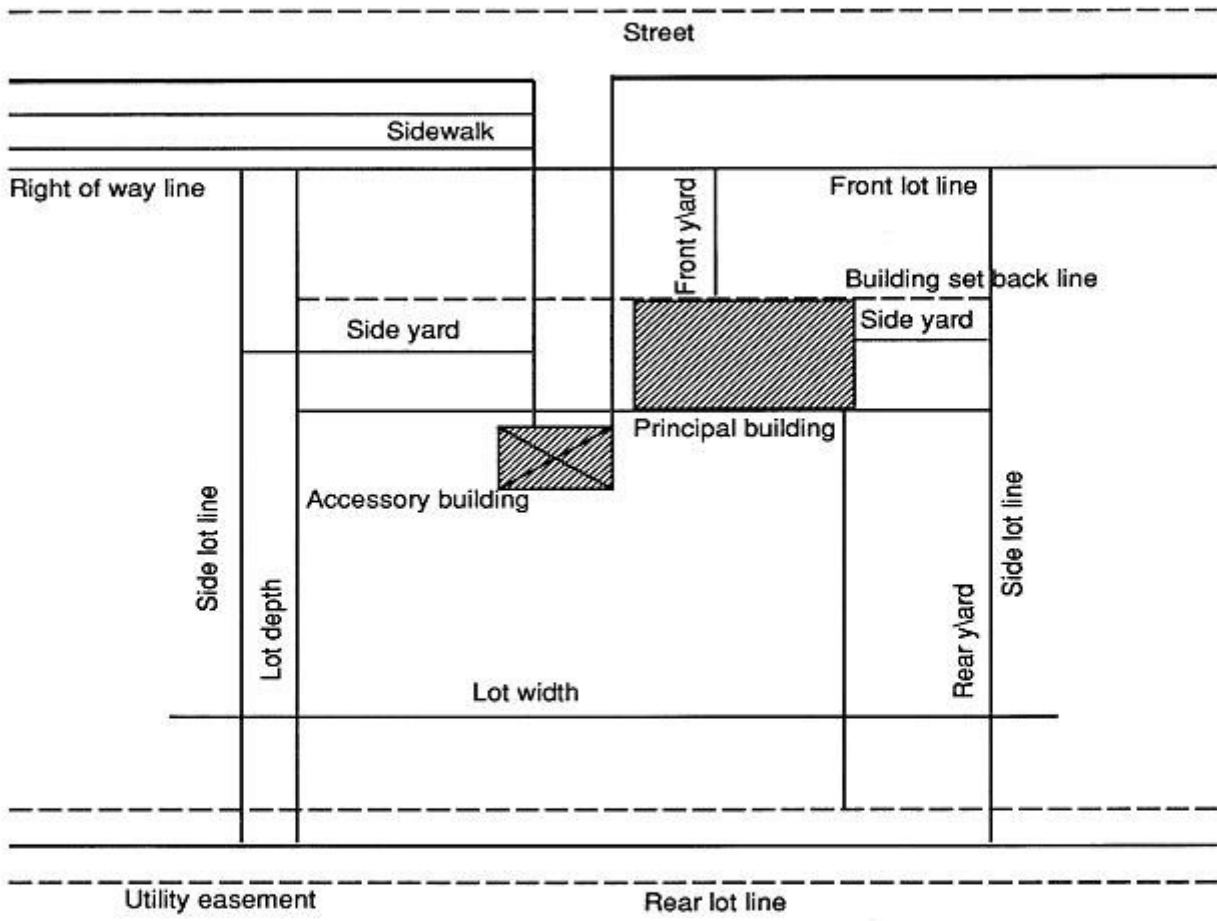 Street
Sidewalk
Right of way line
Front lot line
Front y\ard
Building set back line
Side yard
Side yard
Principal building
Accessory building
Side lot line
Lot depth
Side lot line
Rear y\ard
Lot width
Utility easement
Rear lot line